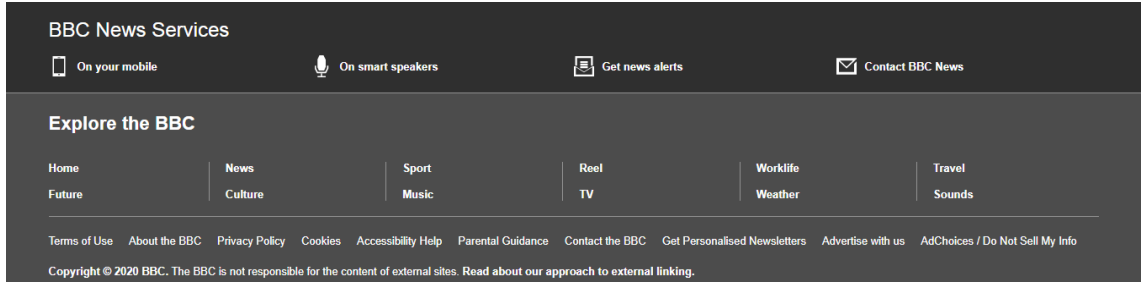 BBC News Services
On your mobile On smart speakers Get news alerts Contact BBC News
Explore the BBC
Home News Sport Reel Worklife Travel
Future Culture Music TV Weather Sounds
Terms of Use About the BBC Privacy Policy Cookies Accessibility Help Parental Guidance Contact the BBC Get Personalised Newsletters Advertise with us AdChoices / Do Not Sell My Info
Copyright © 2020 BBC. The BBC is not responsible for the content of external sites. Read about our approach to external linking.